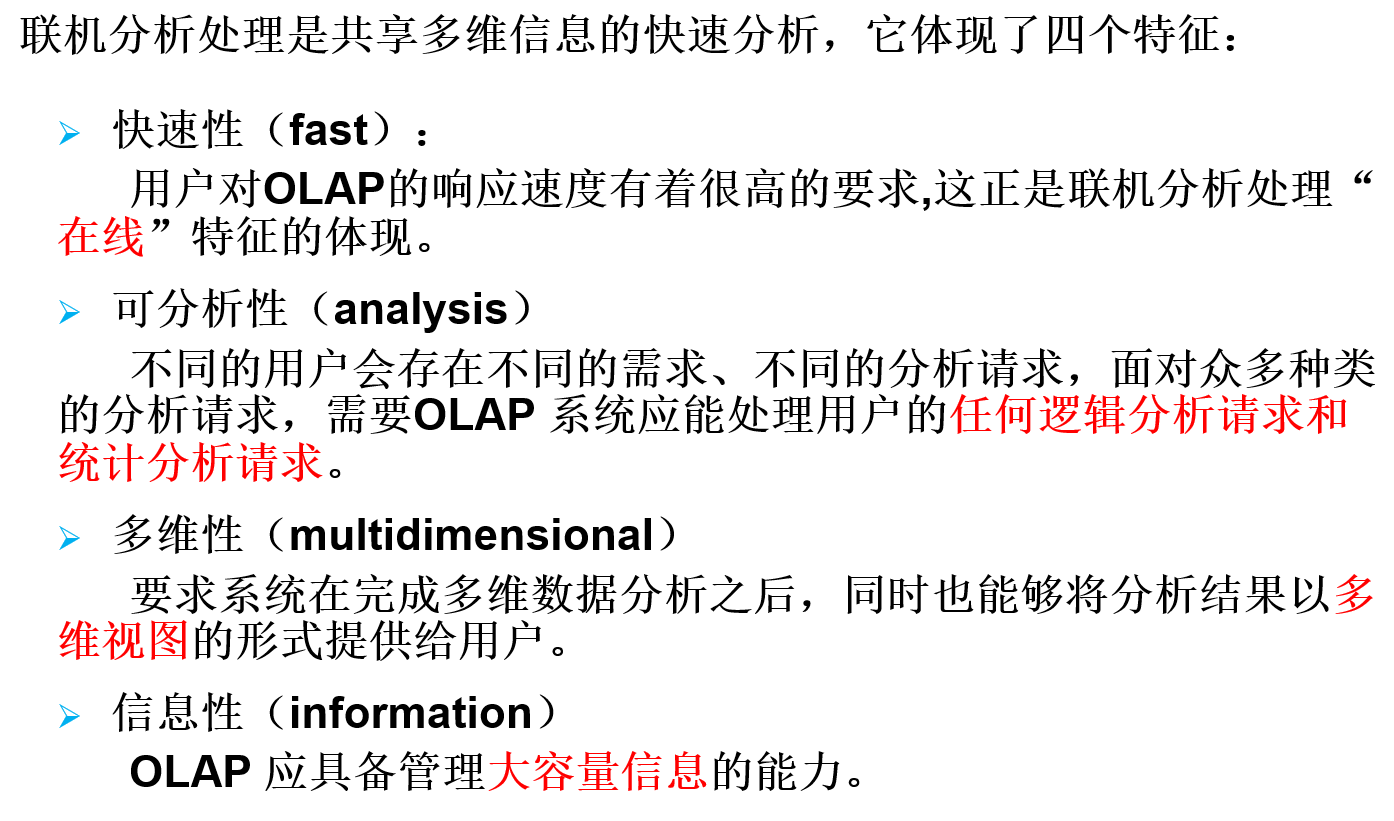 联机分析处理是共享多维信息的快速分析，它体现了四个特征：
➢ 快速性（fast）：
用户对OLAP的响应速度有着很高的要求,这正是联机分析处理“
在线”特征的体现。
➢ 可分析性（analysis）
不同的用户会存在不同的需求、不同的分析请求，面对众多种类
的分析请求，需要OLAP 系统应能处理用户的任何逻辑分析请求和
统计分析请求。
➢ 多维性（multidimensional）
要求系统在完成多维数据分析之后，同时也能够将分析结果以多
维视图的形式提供给用户。
➢ 信息性（information）
OLAP 应具备管理大容量信息的能力。